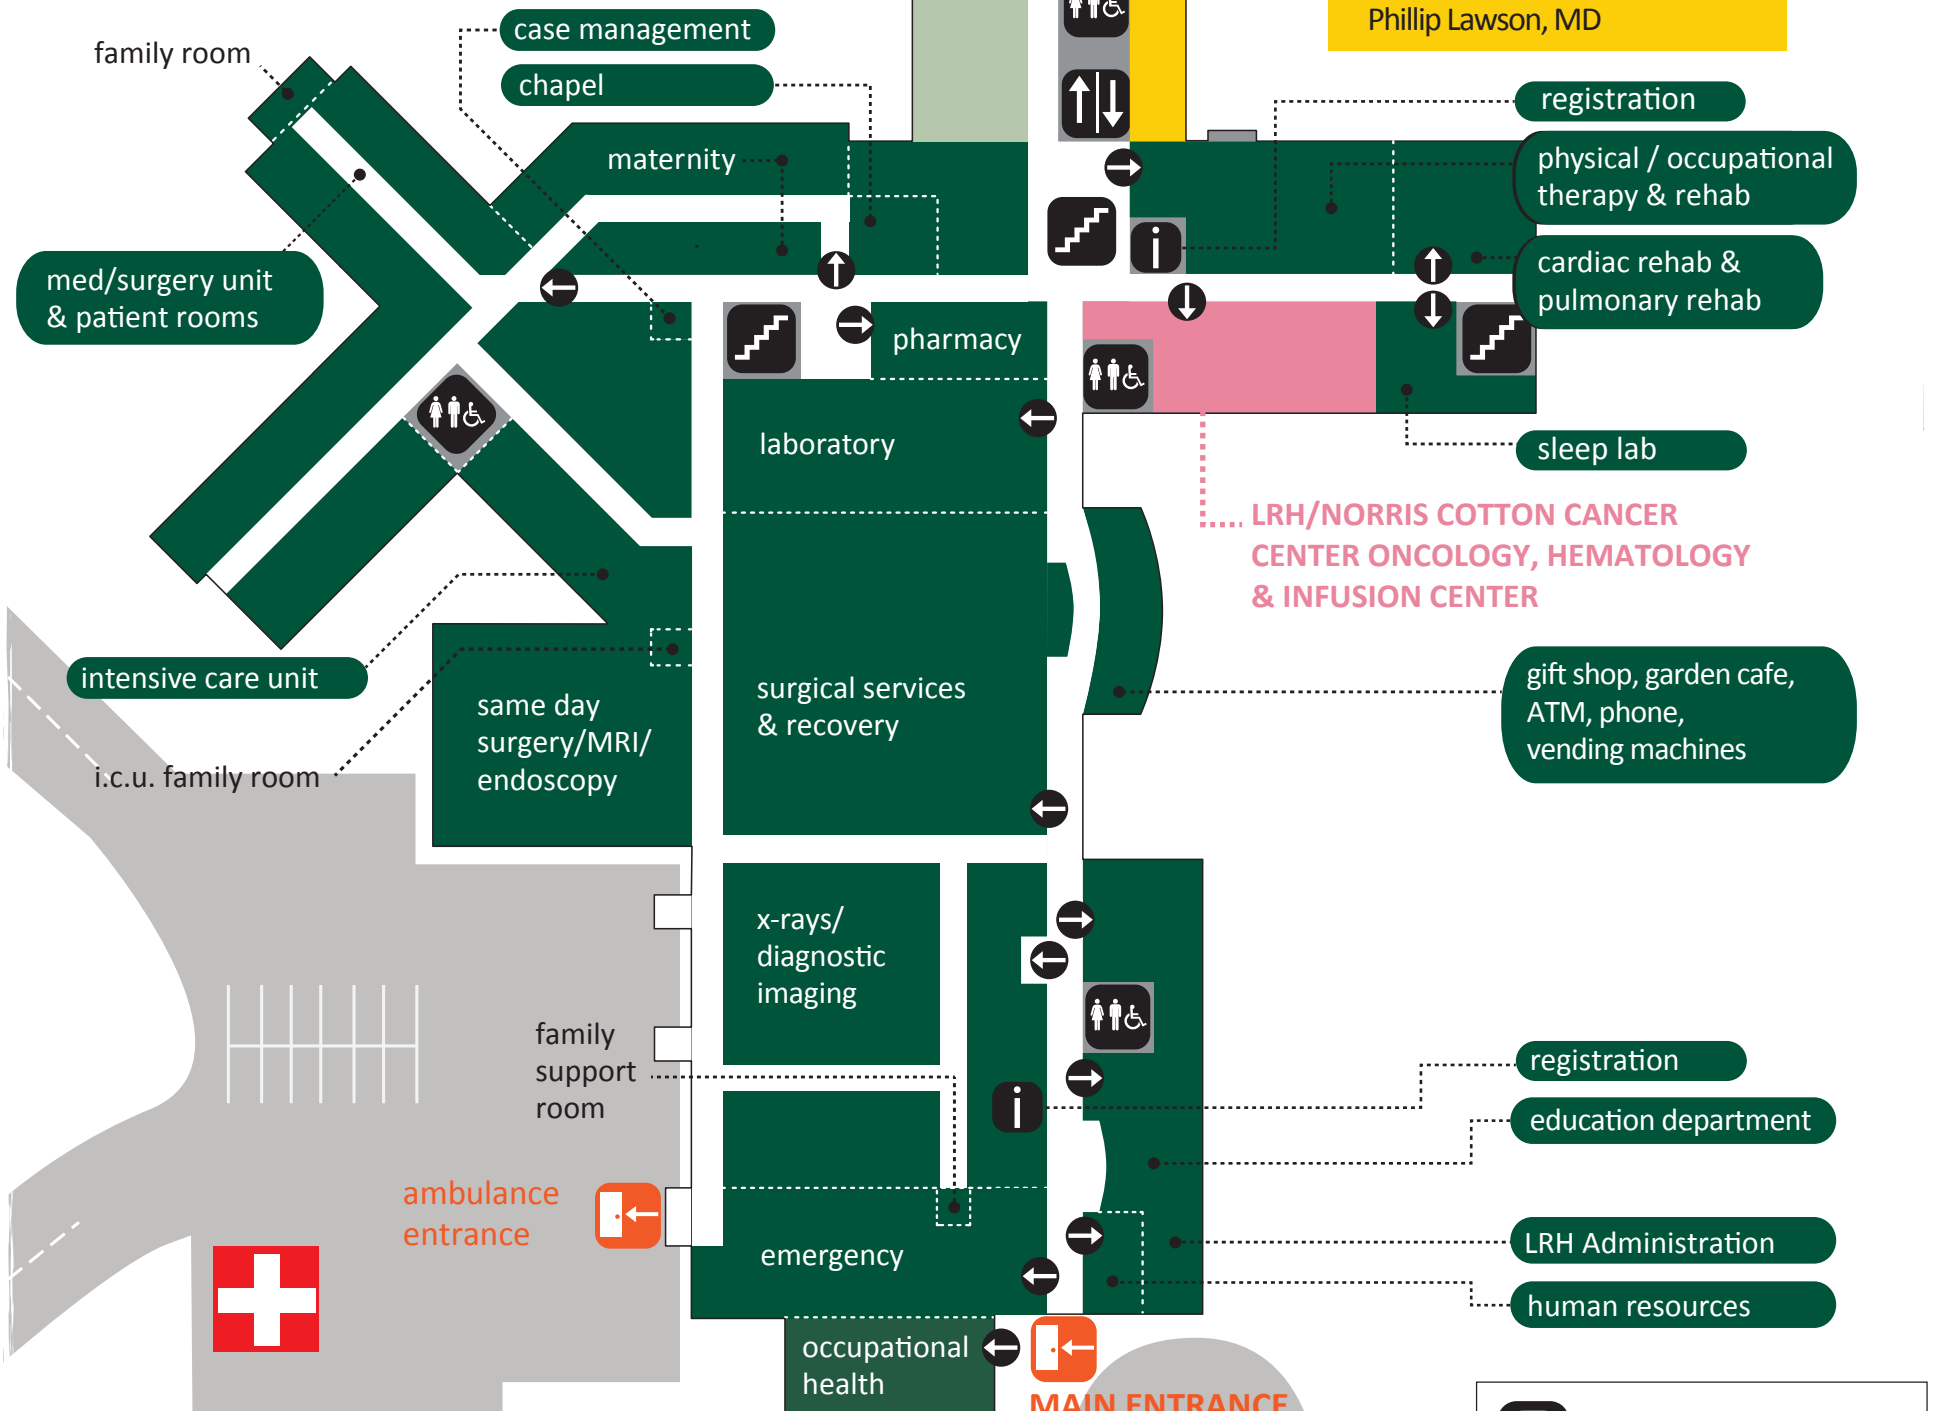 Phillip Lawson, MD
case management
family room
chapel
registration
maternity
physical / occupational
therapy & rehab
med/surgery unit
& patient rooms
i
cardiac rehab &
pulmonary rehab
pharmacy
laboratory
sleep lab
LRH/NORRIS COTTON CANCER
CENTER ONCOLOGY, HEMATOLOGY
& INFUSION CENTER
intensive care unit
i.c.u. family room
same day
surgery/MRI/
endoscopy
surgical services
& recovery
gift shop, garden cafe,
ATM, phone,
vending machines
x-rays/
diagnostic
imaging
family
support
room
i
registration
education department
ambulance
entrance
emergency
LRH Administration
human resources
occupational
health
MAIN ENTRANCE